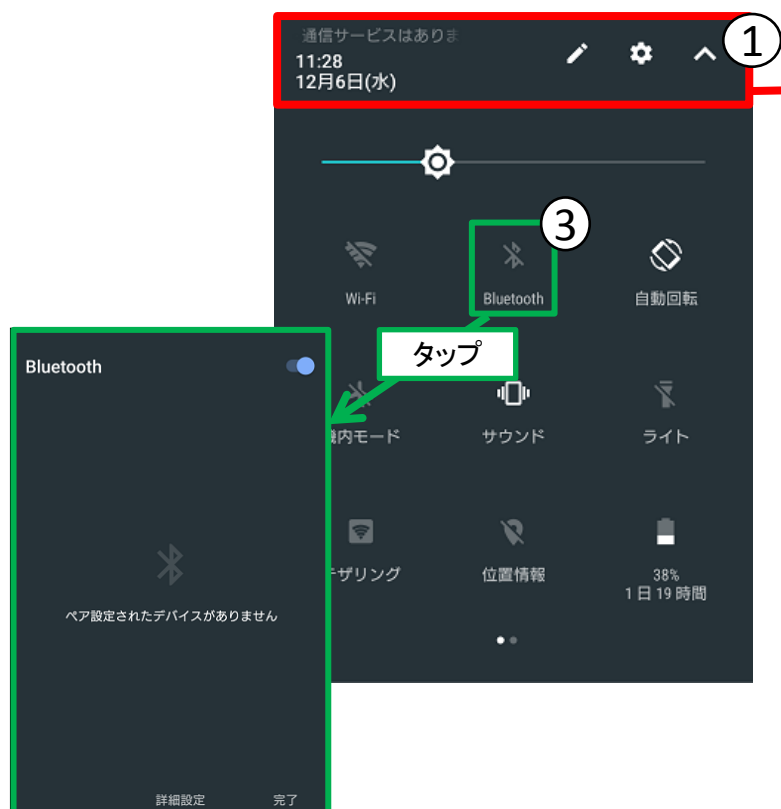 通信サービスはありま
11:28
12月6日(水)
①
③
Wi-Fi
Bluetooth
自動回転
タップ
機内モード
サウンド
ライト
テザリング
位置情報
38%
1日19時間
Bluetooth
ペア設定されたデバイスがありません
詳細設定
完了